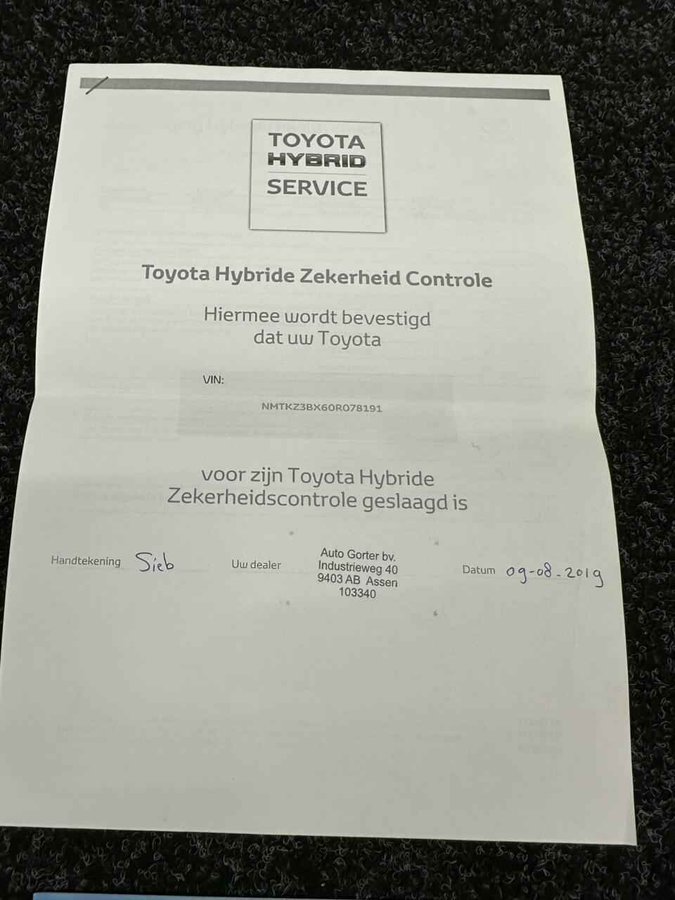 TOYOTA
HYBRID
SERVICE
Toyota Hybride Zekerheid Controle
Hiermee wordt bevestigd
dat uw Toyota
VIN:
NMTKZ3BX60R078191
voor zijn Toyota Hybride
Zekerheidscontrole geslaagd is
Handtekening Sieb
Uw dealer
Auto Gorter bv.
Industrieweg 40
9403 AB Assen
103340
Datum 09-08-2019